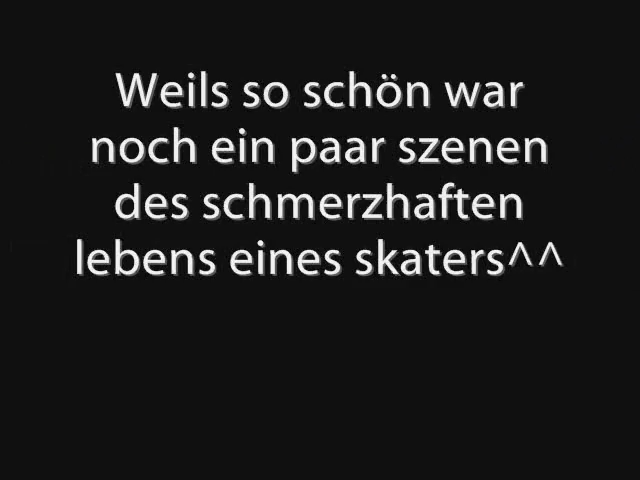 Weils so schön war
noch ein paar szenen
des schmerzhaften
lebens eines skaters^^